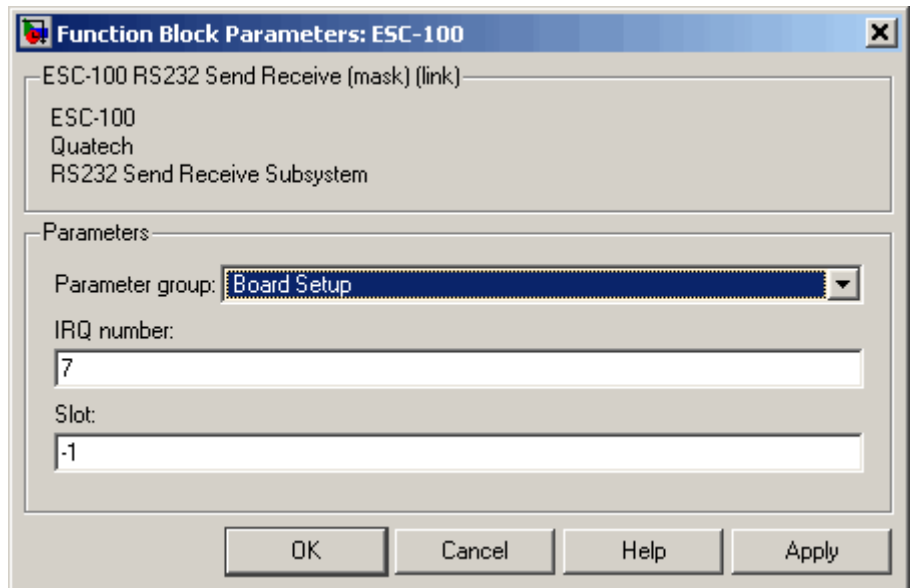 Function Block Parameters: ESC-100
ESC-100 RS232 Send Receive (mask) (link)
ESC-100
Quatech
RS232 Send Receive Subsystem
Parameters
Parameter group: Board Setup
IRQ number:
7
Slot:
-1
OK Cancel Help Apply